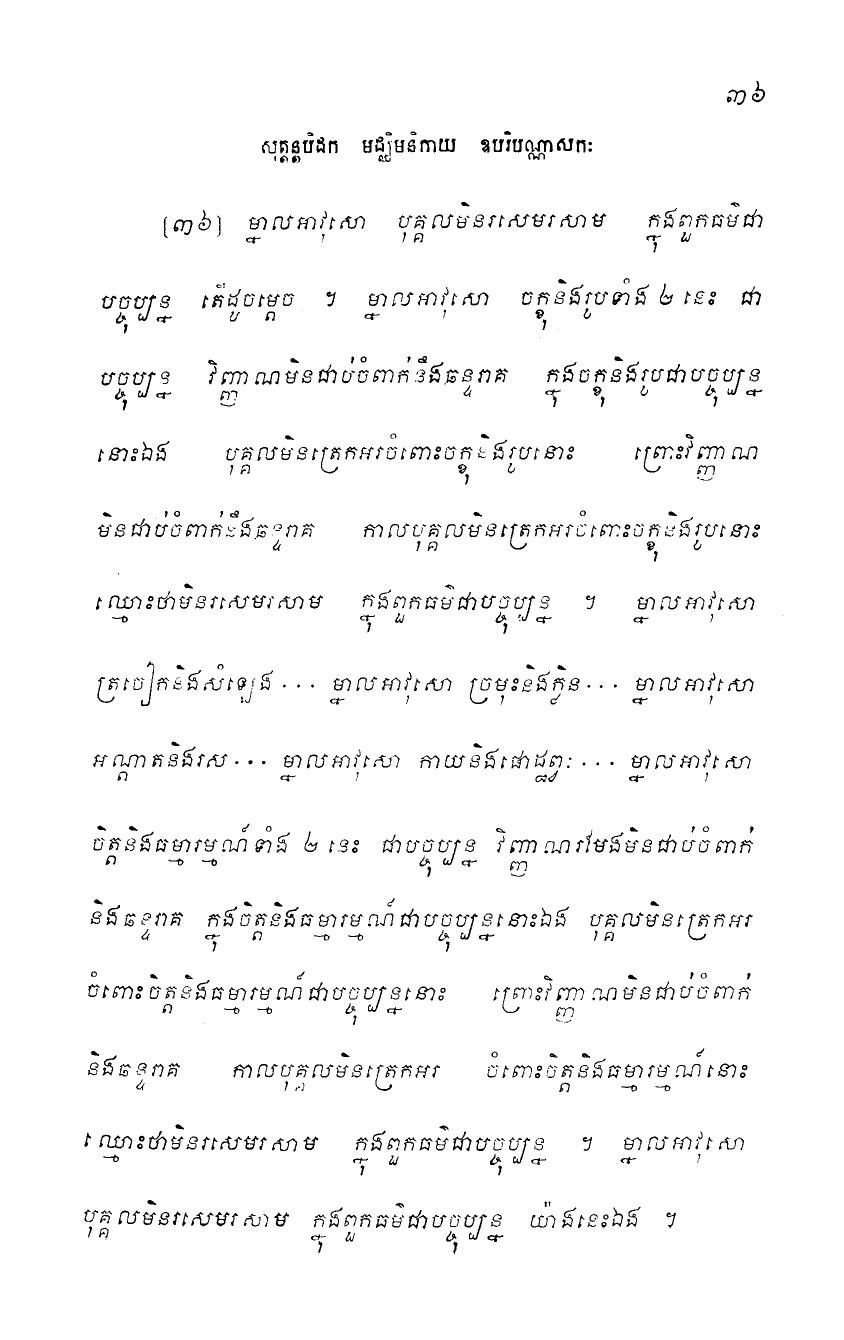 ៣៦
សុត្តន្តបិដក មជ្ឈិមនិកាយ ឧបរិបណ្ណាសកៈ
[៣៦] ម្នាលអាវុសោ បុគ្គលមិនរសេមរសាម ក្នុងពួកធម៌ជា
បច្ចុប្បន្ន តើដូចម្តេច ។ ម្នាលអាវុសោ ចក្ខុនិងរូបទាំង ២ នេះ ជា
បច្ចុប្បន្ន វិញ្ញាណមិនជាប់ចំពាក់នឹងឆន្ទរាគ ក្នុងចក្ខុនិងរូបជាបច្ចុប្បន្ន
នោះឯង បុគ្គលមិនត្រេកអរចំពោះចក្ខុនិងរូបនោះ ព្រោះវិញ្ញាណ
មិនជាប់ចំពាក់នឹងឆន្ទរាគ កាលបុគ្គលមិនត្រេកអរចំពោះចក្ខុនិងរូបនោះ
ឈ្មោះថាមិនរសេមរសាម ក្នុងពួកធម៌ជាបច្ចុប្បន្ន ។ ម្នាលអាវុសោ
ត្រចៀកនិងសំឡេង ... ម្នាលអាវុសោ ច្រមុះនិងក្លិន ... ម្នាលអាវុសោ
អណ្តាតនិងរស ... ម្នាលអាវុសោ កាយនិងផោដ្ឋព្វៈ ... ម្នាលអាវុសោ
ចិត្តនិងធម្មារម្មណ៍ទាំង ២ នេះ ជាបច្ចុប្បន្ន វិញ្ញាណរមែងមិនជាប់ចំពាក់
និងឆន្ទរាគ ក្នុងចិត្តនិងធម្មារម្មណ៍ជាបច្ចុប្បន្ននោះឯង បុគ្គលមិនត្រេកអរ
ចំពោះចិត្តនិងធម្មារម្មណ៍ជាបច្ចុប្បន្ននោះ ព្រោះវិញ្ញាណមិនជាប់ចំពាក់
និងឆន្ទរាគ កាលបុគ្គលមិនត្រេកអរ ចំពោះចិត្តនិងធម្មារម្មណ៍នោះ
ឈ្មោះថាមិនរសេមរសាម ក្នុងពួកធម៌ជាបច្ចុប្បន្ន ។ ម្នាលអាវុសោ
បុគ្គលមិនរសេមរសាម ក្នុងពួកធម៌ជាបច្ចុប្បន្ន យ៉ាងនេះឯង ។